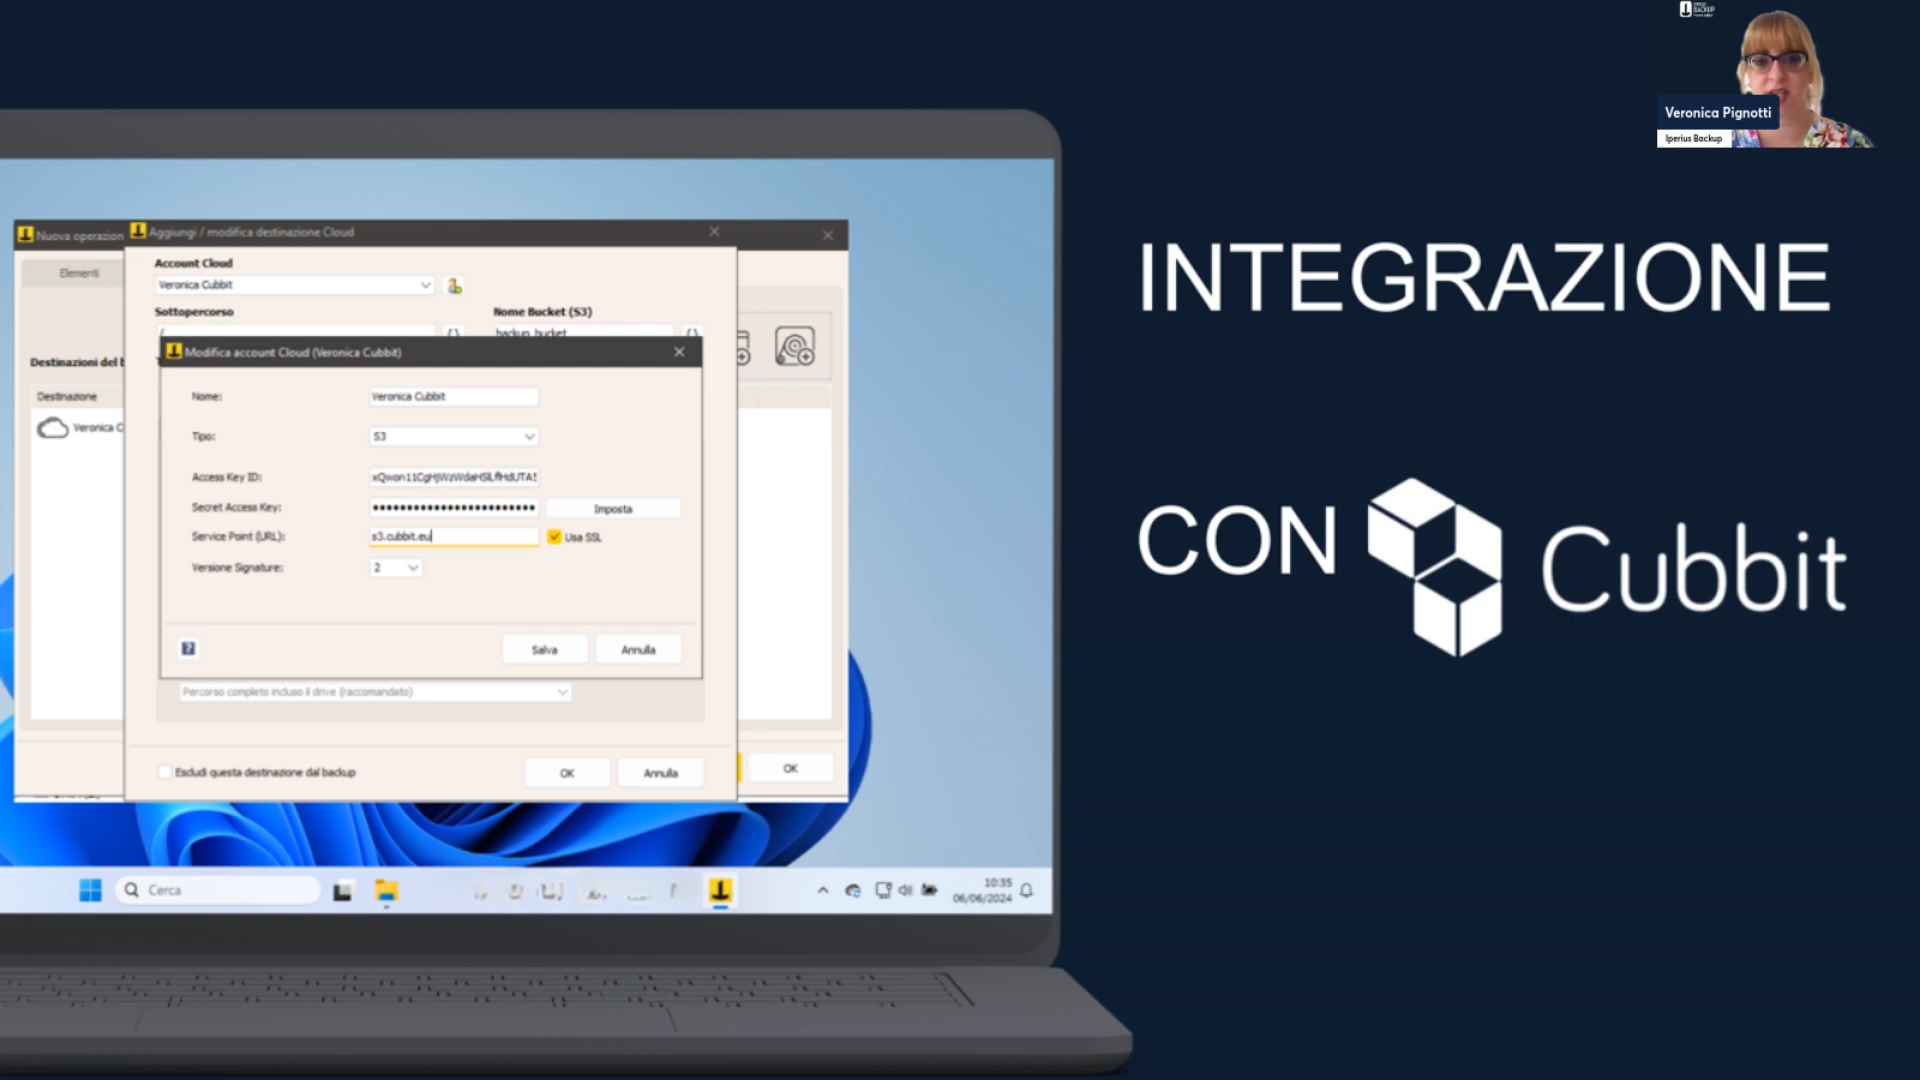 BACKUP
Veronica Pignotti
Iperius Backup
INTEGRAZIONE
CON Cubbit
Nuova operazion
Aggiungi / modifica destinazione Cloud
Elementi
Account Cloud
Veronica Cubbit
Sottopercorso
Nome Bucket (S3)
/
backup_bucket
Destinazioni del b
Destinazione
Veronica C
Modifica account Cloud (Veronica Cubbit)
Nome:
Veronica Cubbit
Tipo:
S3
Access Key ID:
Secret Access Key:
Imposta
Service Point (URL):
s3.cubbit.eu
Usa SSL
Versione Signature:
2
?
Salva
Annulla
Percorso completo incluso il drive (raccomandato)
Escludi questa destinazione dal backup
OK
Annulla
OK
Cerca
10:35
06/06/2024